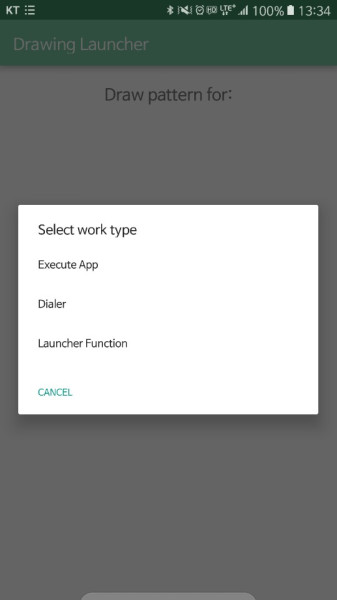 KT HD LTE+ 100% 13:34
Drawing Launcher
Draw pattern for:
Select work type
Execute App
Dialer
Launcher Function
CANCEL